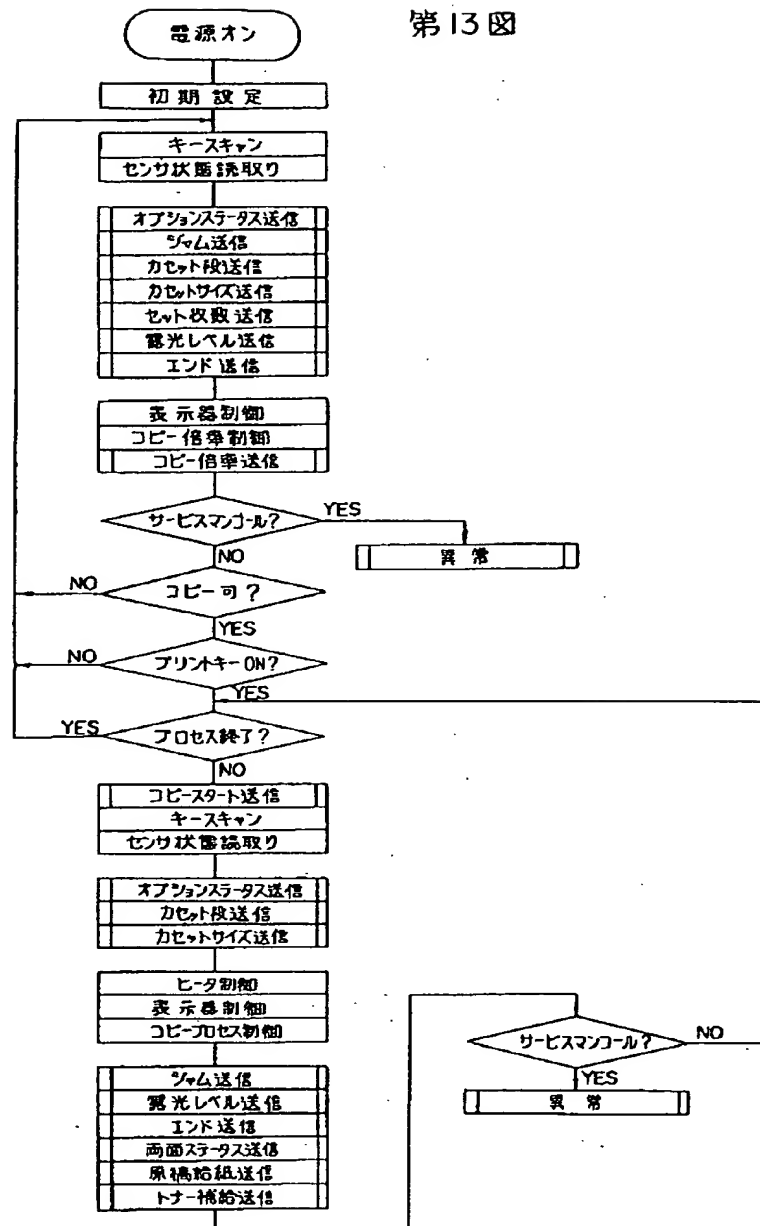 第13図
電源オン
初期設定
キースキャン
センサ状態読取り
オプションステータス送信
ジャム送信
カセット段送信
カセットサイズ送信
セット枚数送信
露光レベル送信
エンド送信
表示器制御
コピー倍率制御
コピー倍率送信
サービスマンコール?
YES
異常
NO
コピー可?
NO
YES
プリントキーON?
NO
YES
プロセス終了?
YES
NO
コピースタート送信
キースキャン
センサ状態読取り
オプションステータス送信
カセット段送信
カセットサイズ送信
ヒータ制御
表示器制御
コピープロセス制御
ジャム送信
露光レベル送信
エンド送信
両面ステータス送信
原稿給紙送信
トナー補給送信
サービスマンコール?
NO
YES
異常